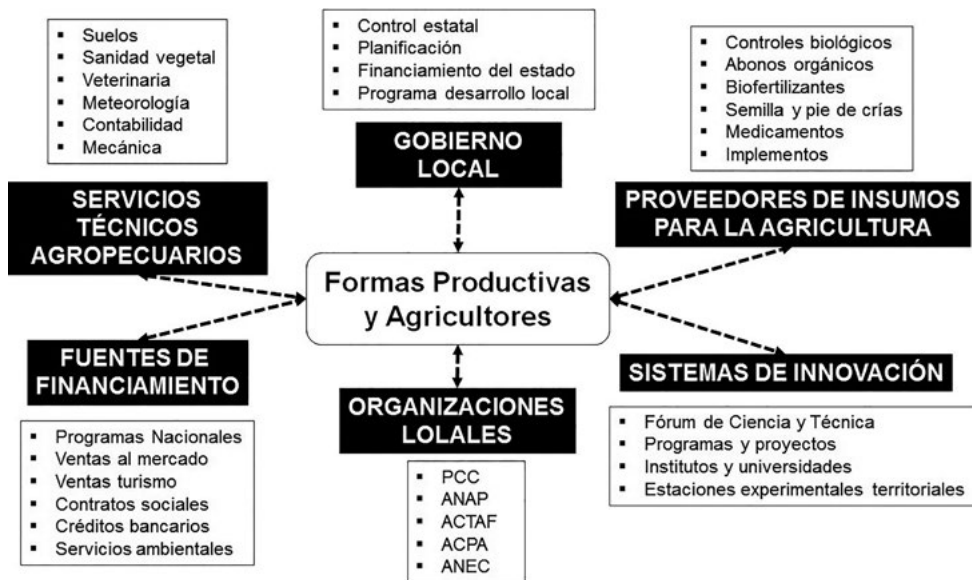 ▪ Suelos
▪ Sanidad vegetal
▪ Veterinaria
▪ Meteorología
▪ Contabilidad
▪ Mecánica
SERVICIOS
TÉCNICOS
AGROPECUARIOS
▪ Control estatal
▪ Planificación
▪ Financiamiento del estado
▪ Programa desarrollo local
GOBIERNO
LOCAL
▪ Controles biológicos
▪ Abonos orgánicos
▪ Biofertilizantes
▪ Semilla y pie de crías
▪ Medicamentos
▪ Implementos
PROVEEDORES DE INSUMOS
PARA LA AGRICULTURA
Formas Productivas
y Agricultores
FUENTES DE
FINANCIAMIENTO
▪ Programas Nacionales
▪ Ventas al mercado
▪ Ventas turismo
▪ Contratos sociales
▪ Créditos bancarios
▪ Servicios ambientales
ORGANIZACIONES
LOLALES
▪ PCC
▪ ANAP
▪ ACTAF
▪ ACPA
▪ ANEC
SISTEMAS DE INNOVACIÓN
▪ Fórum de Ciencia y Técnica
▪ Programas y proyectos
▪ Institutos y universidades
▪ Estaciones experimentales territoriales